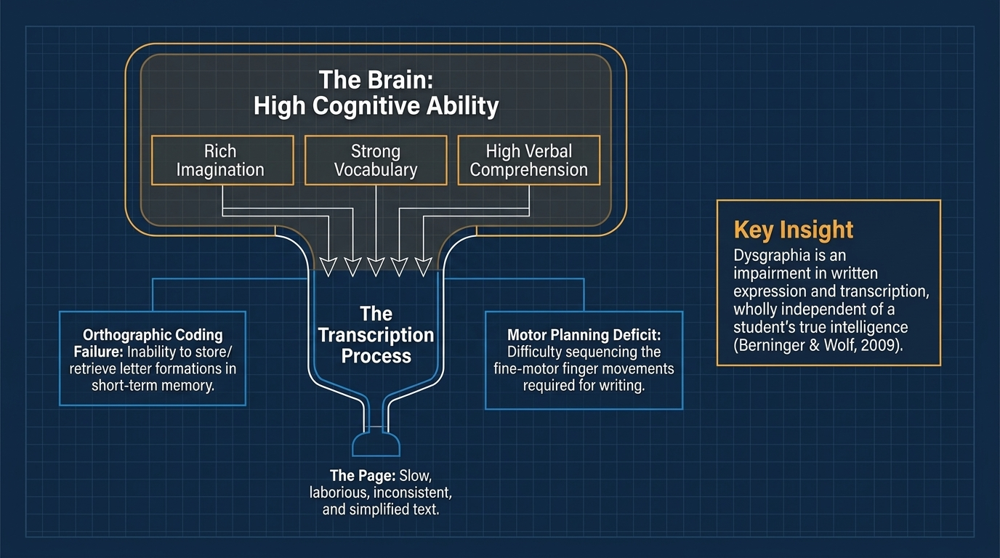 The Brain:
High Cognitive Ability
Rich
Imagination
Strong
Vocabulary
High Verbal
Comprehension
The
Transcription
Process
Orthographic Coding
Failure: Inability to store/
retrieve letter formations in
short-term memory.
Motor Planning Deficit:
Difficulty sequencing the
fine-motor finger movements
required for writing.
The Page: Slow,
laborious, inconsistent,
and simplified text.
Key Insight
Dysgraphia is an
impairment in written
expression and transcription,
wholly independent of a
student's true intelligence
(Berninger & Wolf, 2009).